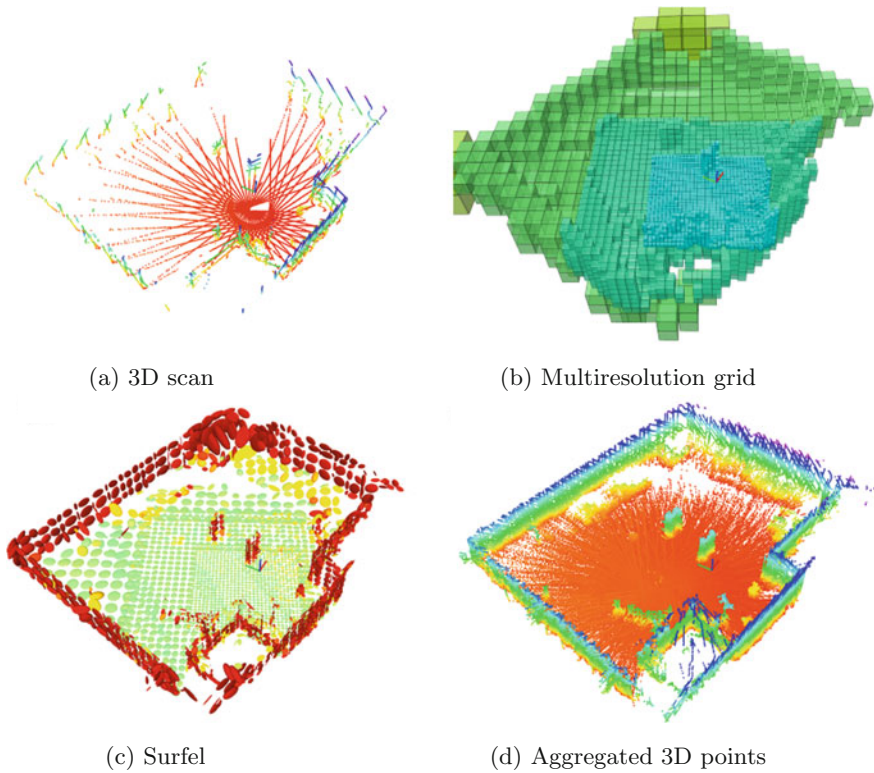 (a) 3D scan
(b) Multiresolution grid
(c) Surfel
(d) Aggregated 3D points